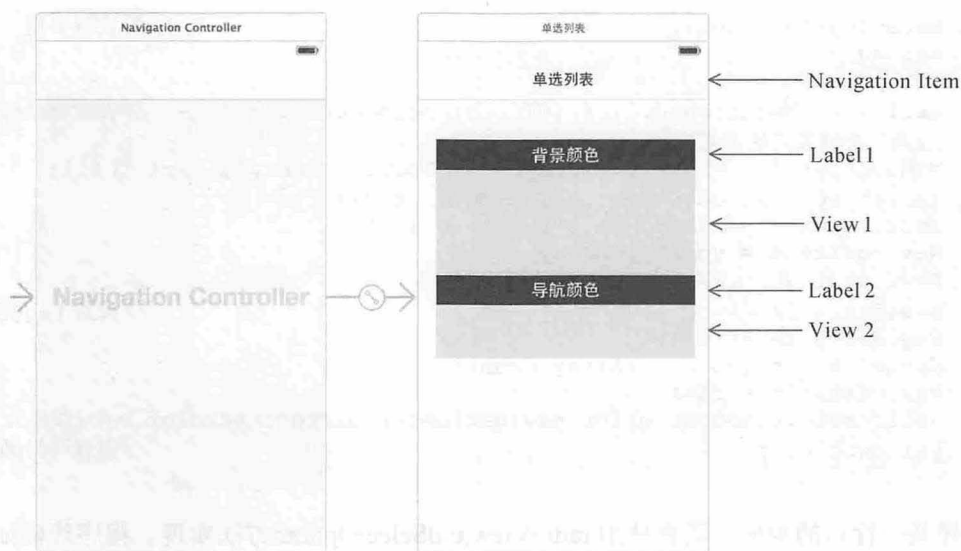 Navigation Controller
单选列表
单选列表
Navigation Item
背景颜色
Label 1
View 1
Navigation Controller
导航颜色
Label 2
View 2